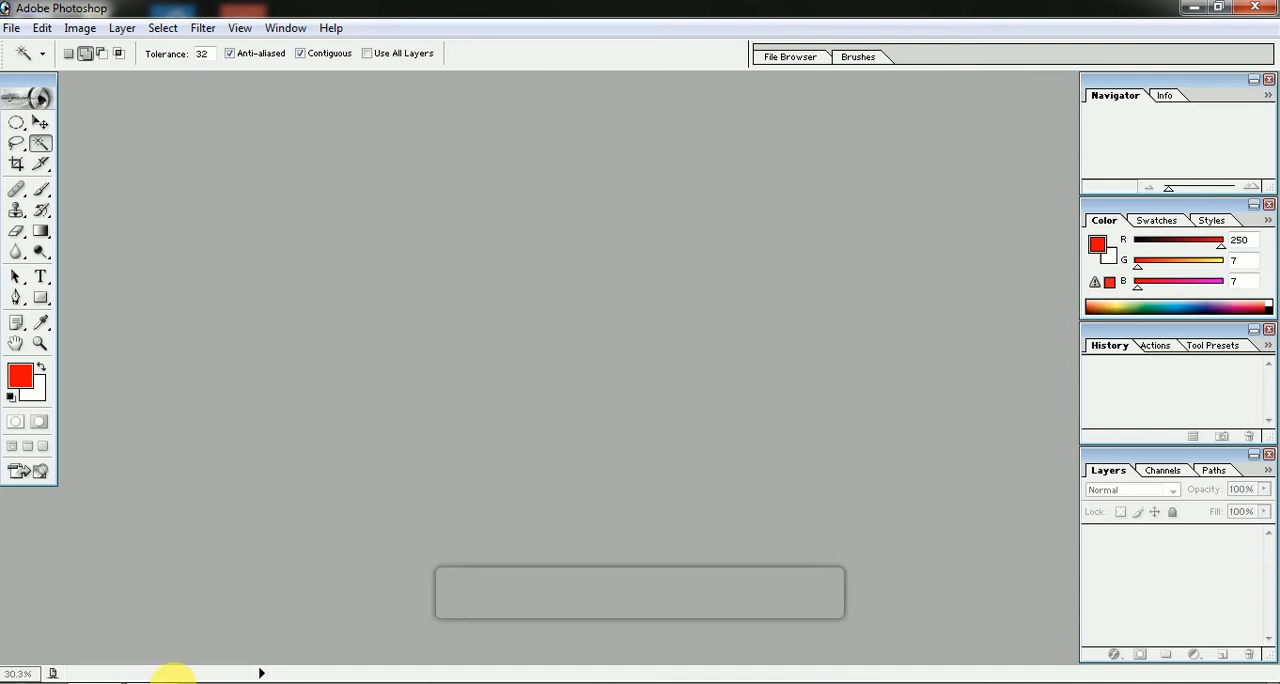 Adobe Photoshop
File Edit Image Layer Select Filter View Window Help
Tolerance: 32 Anti-aliased Contiguous Use All Layers File Browser Brushes
Navigator Info
Color Swatches Styles
R 250
G 7
B 7
T
History Actions Tool Presets
Layers Channels Paths
Normal Opacity: 100%
Lock: Fill: 100%
30.3%